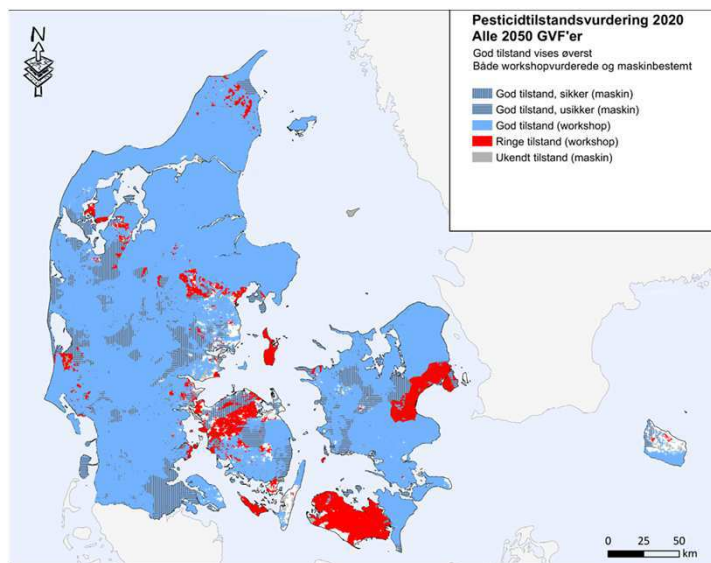 Pesticidtilstandsvurdering 2020
Alle 2050 GVF'er
God tilstand vises øverst
Både workshopvurderede og maskinbestemt
God tilstand, sikker (maskin)
God tilstand, usikker (maskin)
God tilstand (workshop)
Ringe tilstand (workshop)
Ukendt tilstand (maskin)
N
0 25 50
km